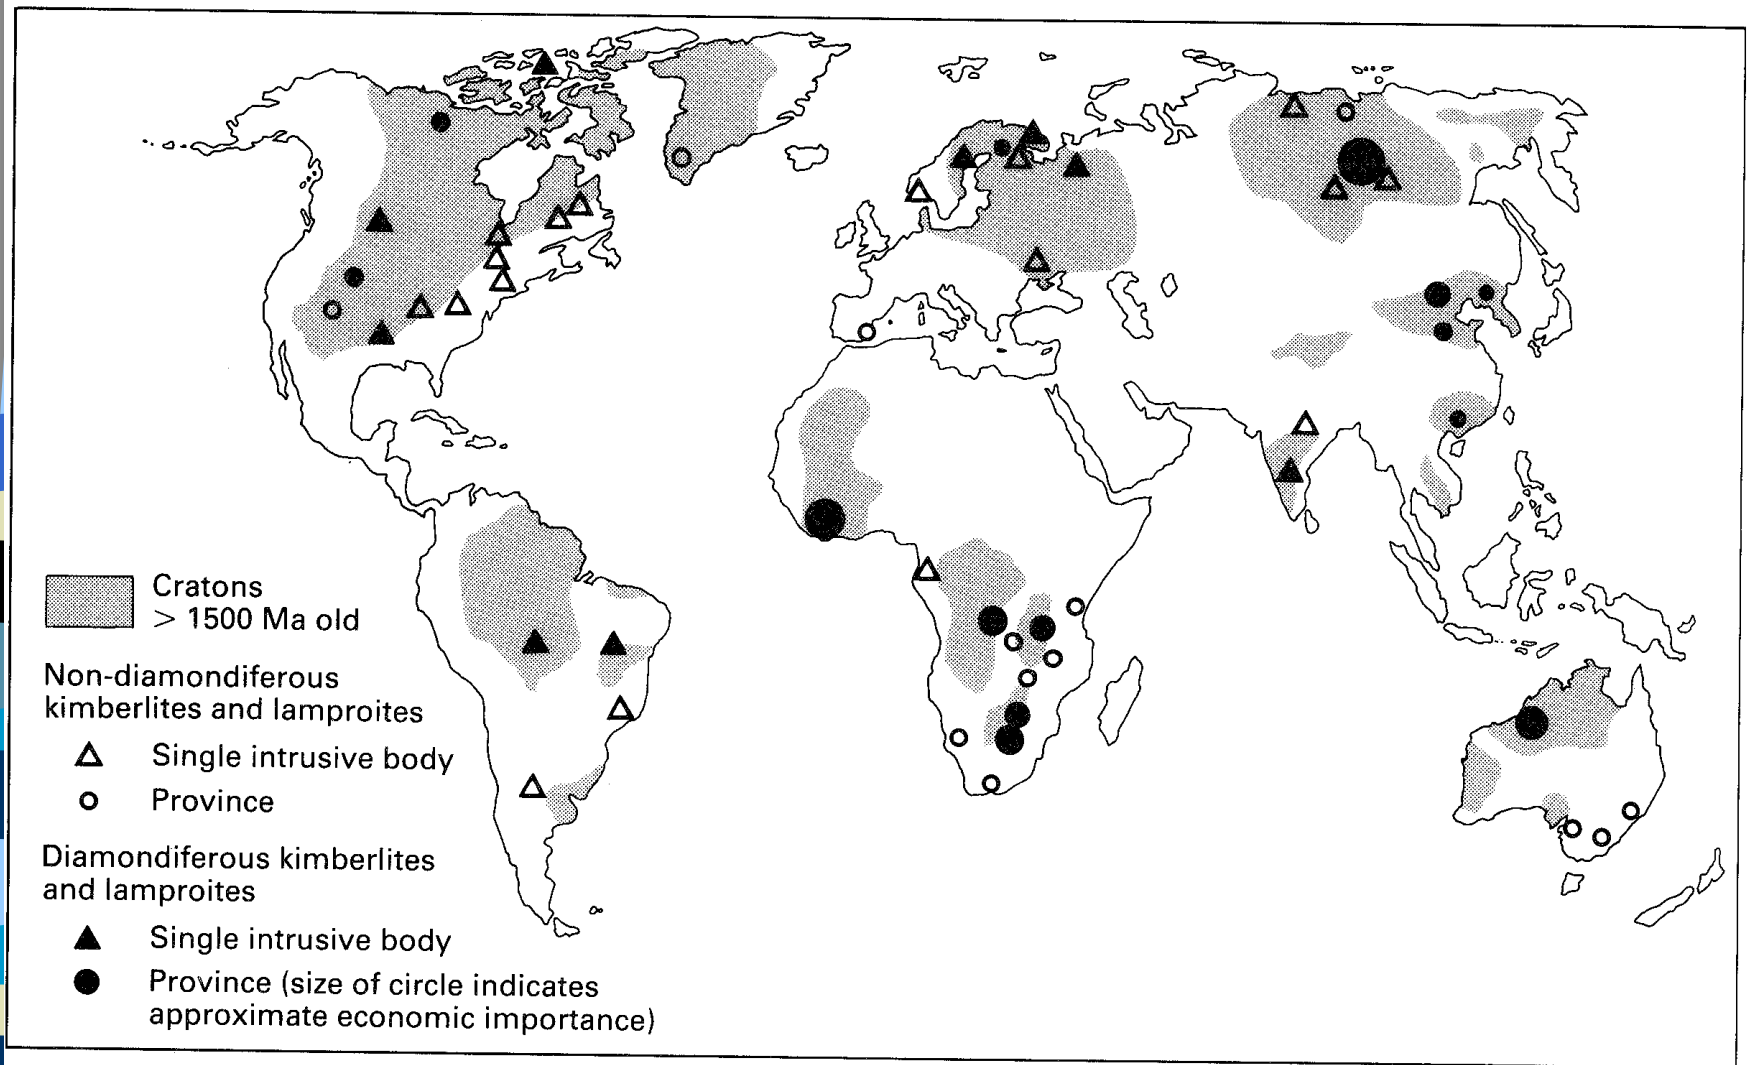 Cratons
> 1500 Ma old
Non-diamondiferous
kimberlites and lamproites
Single intrusive body
Province
Diamondiferous kimberlites
and lamproites
Single intrusive body
Province (size of circle indicates
approximate economic importance)